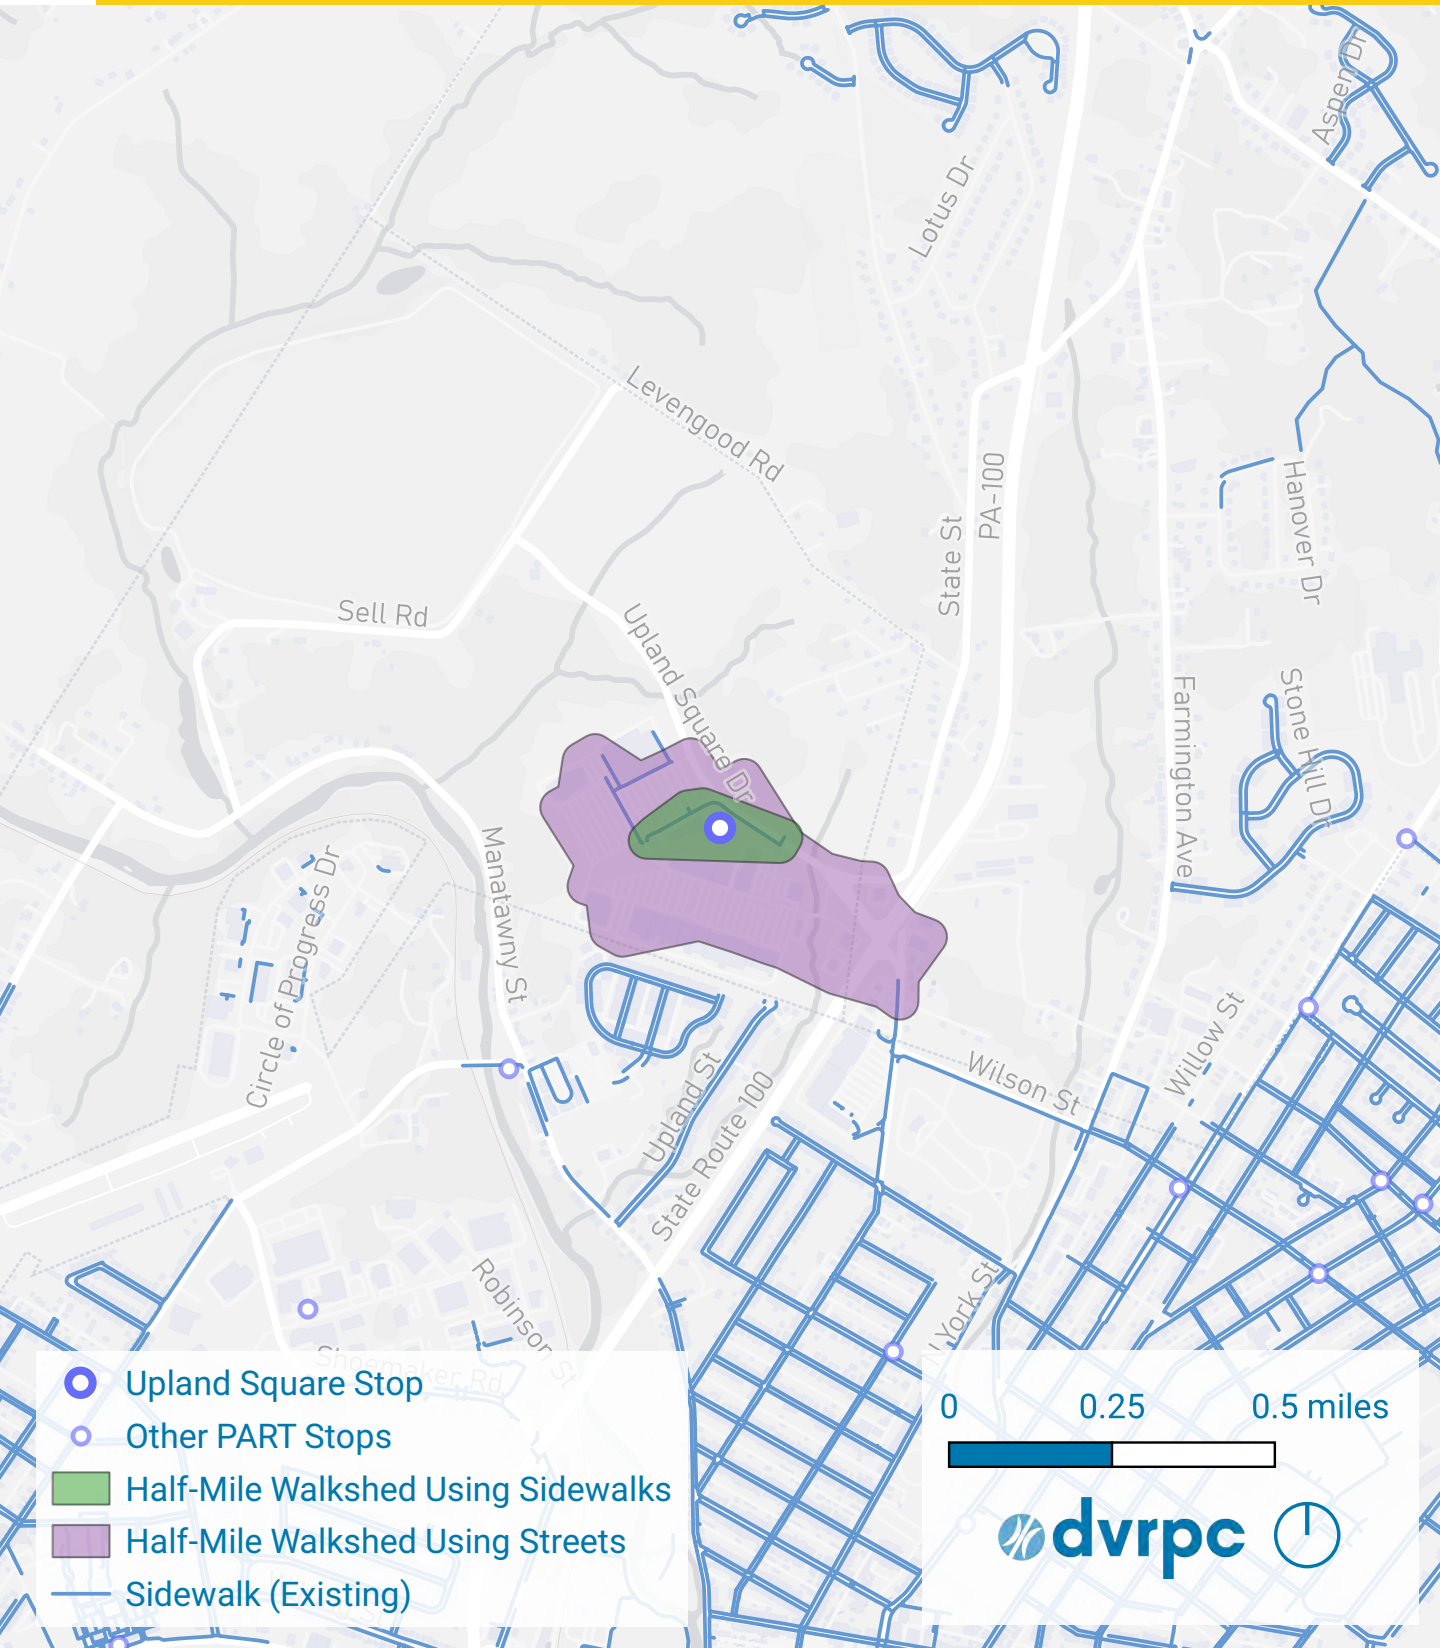 Aspen Dr
Lotus Dr
Levengood Rd
PA-100
State St
Hanover Dr
Sell Rd
Upland Square Dr
Farmington Ave
Stone Hill Dr
Manatawny St
Circle of Progress Dr
Willow St
Wilson St
Upland St
State Route 100
Robinson St
York St
Shoemaker Rd
Upland Square Stop
Other PART Stops
Half-Mile Walkshed Using Sidewalks
Half-Mile Walkshed Using Streets
Sidewalk (Existing)
0 0.25 0.5 miles
dvrpc